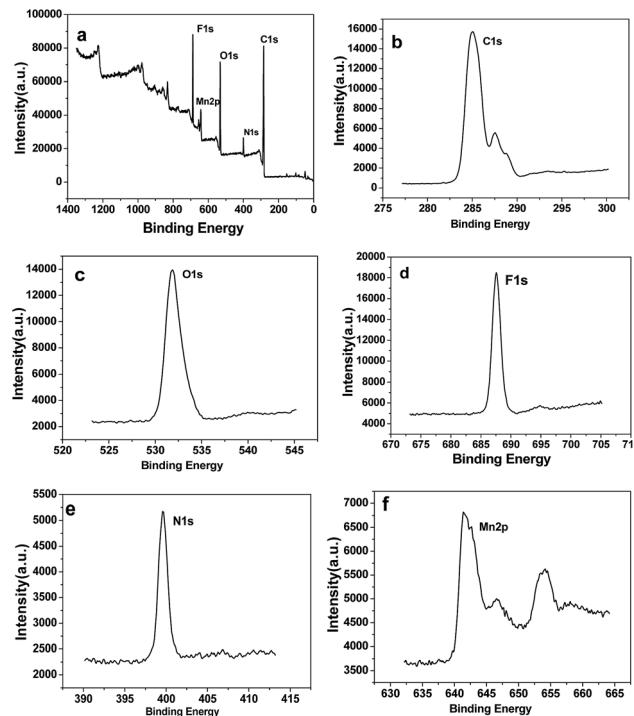 a
F1s
C1s
O1s
Mn2p
N1s
Intensity(a.u.)
100000
80000
60000
40000
20000
0
1400 1200 1000 800 600 400 200 0
Binding Energy
b
C1s
Intensity(a.u.)
16000
14000
12000
10000
8000
6000
4000
2000
0
275 280 285 290 295 300
Binding Energy
c
O1s
Intensity(a.u.)
14000
12000
10000
8000
6000
4000
2000
520 525 530 535 540 545
Binding Energy
d
F1s
Intensity(a.u.)
20000
18000
16000
14000
12000
10000
8000
6000
4000
670 675 680 685 690 695 700 705 71
Binding Energy
e
N1s
Intensity(a.u.)
5500
5000
4500
4000
3500
3000
2500
2000
390 395 400 405 410 415
Binding Energy
f
Mn2p
Intensity(a.u.)
7000
6500
6000
5500
5000
4500
4000
3500
630 635 640 645 650 655 660 665
Binding Energy